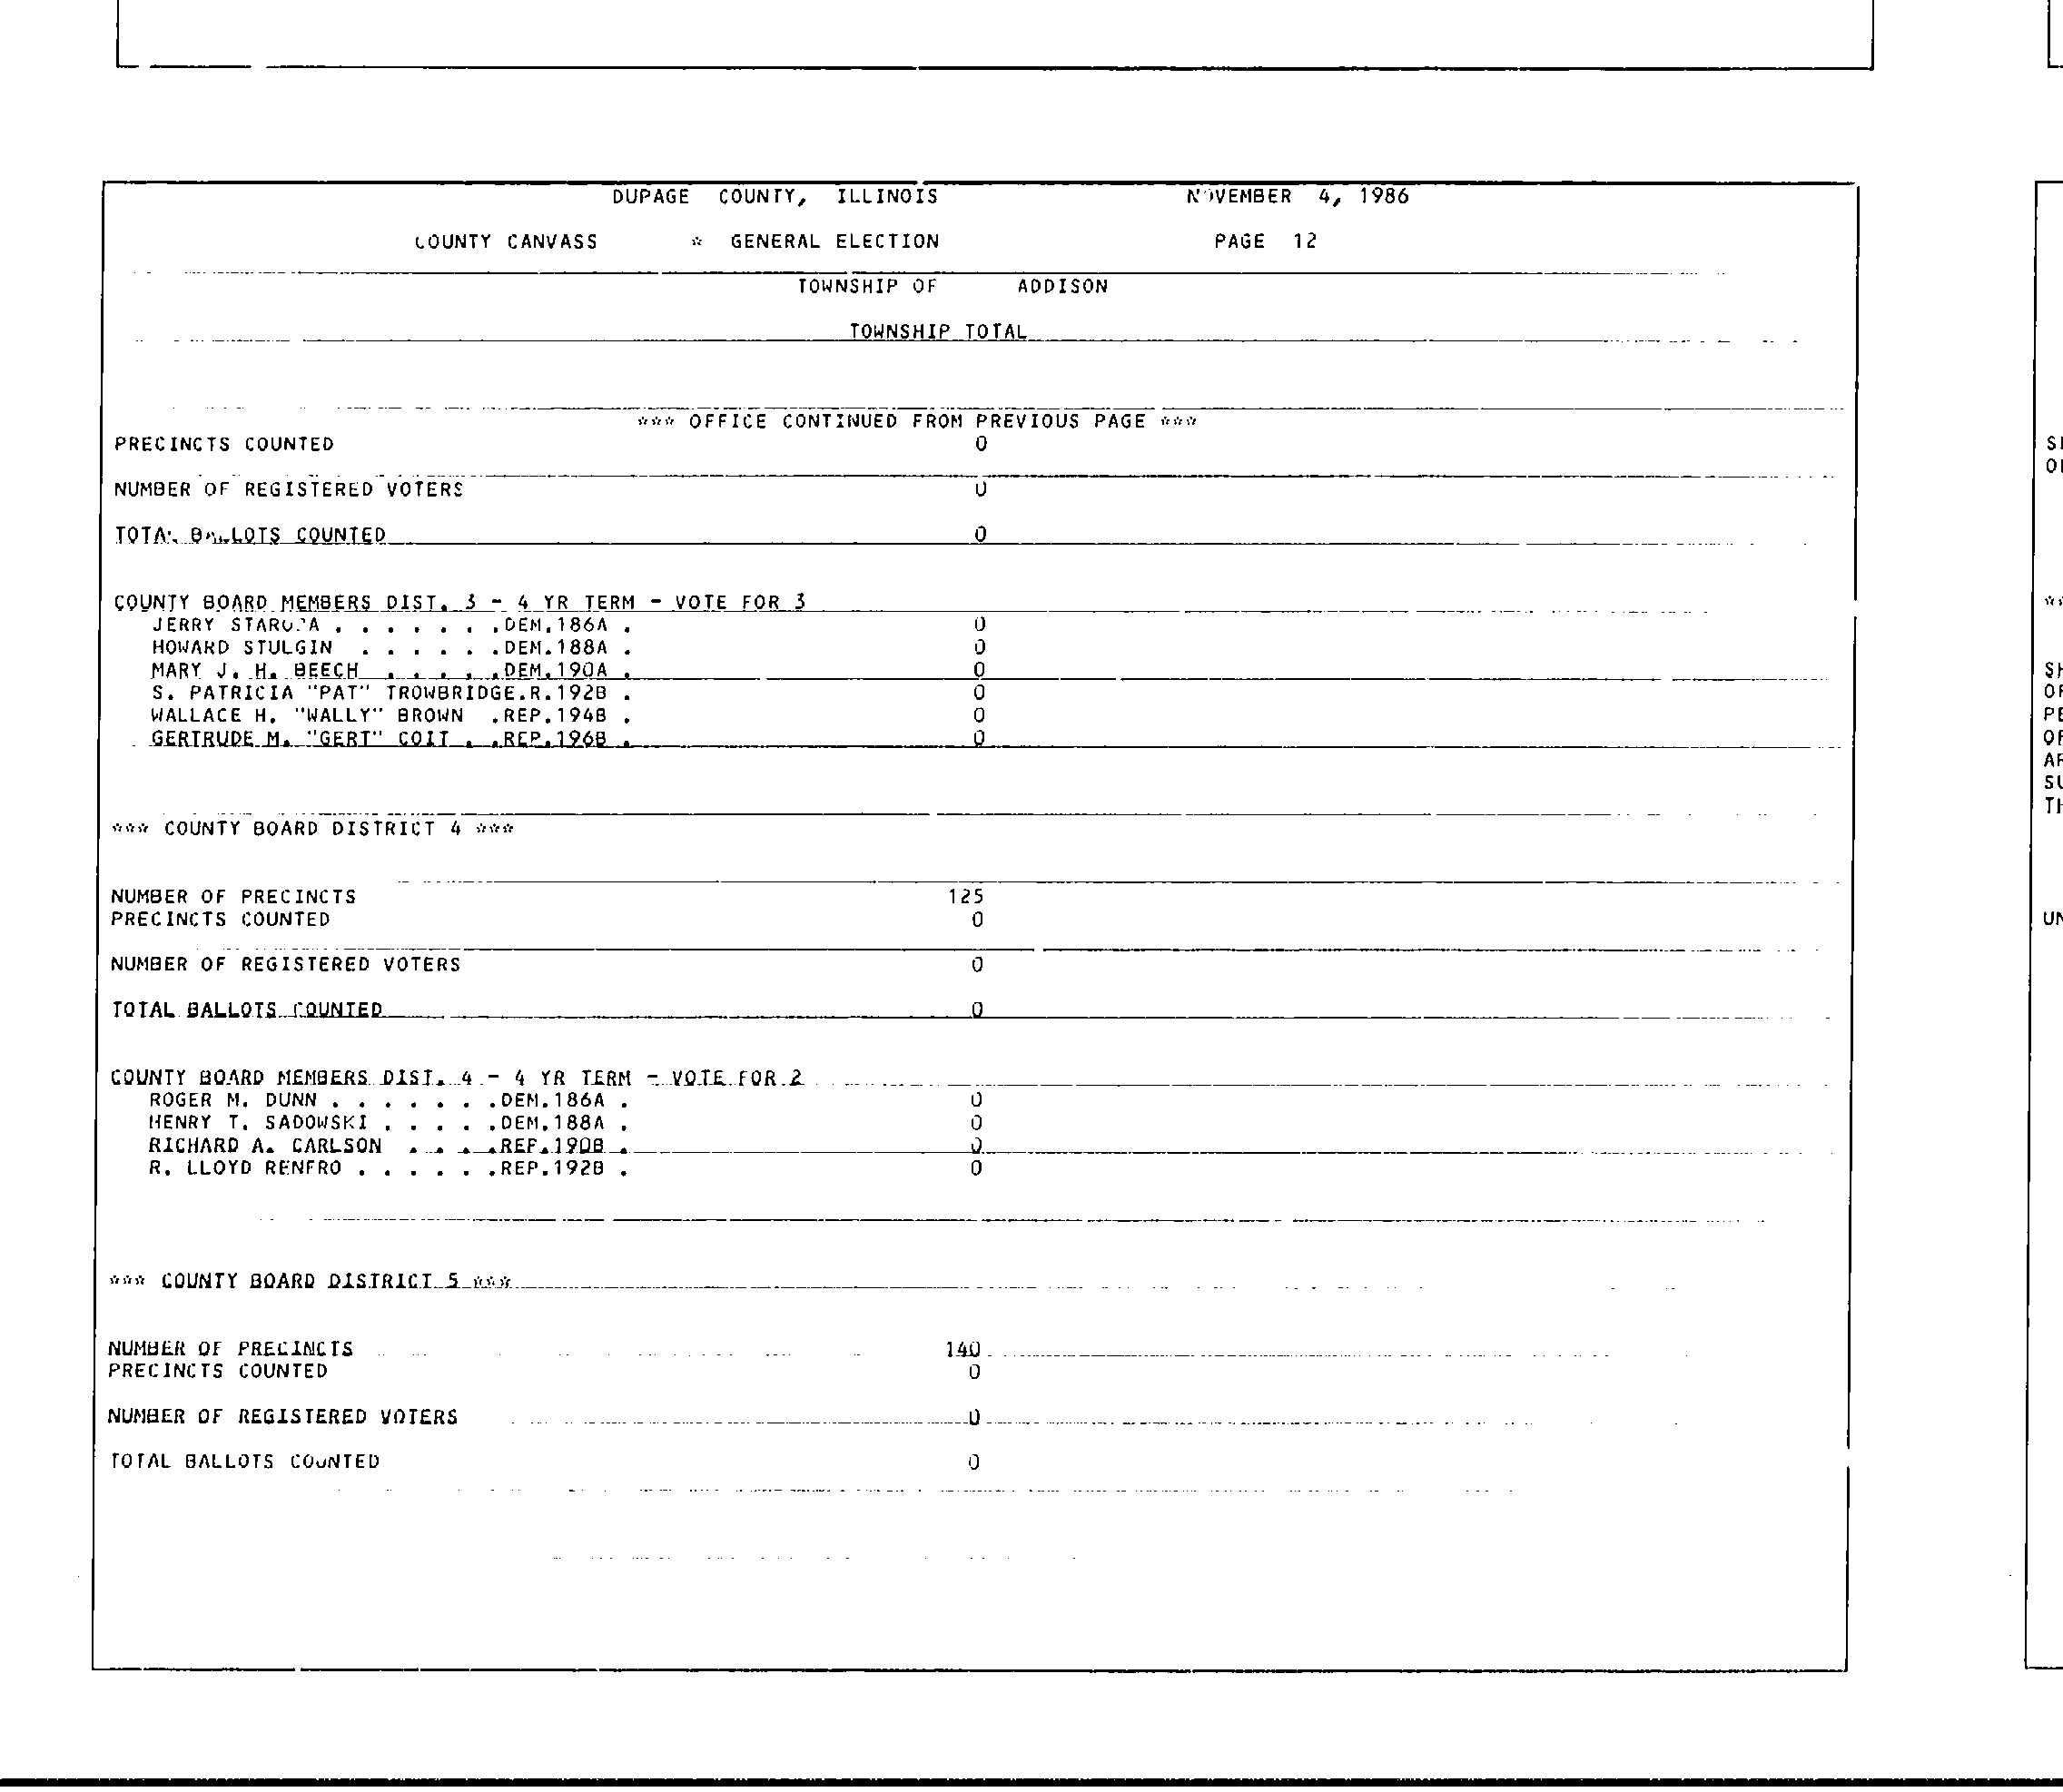 DUPAGE COUNTY, ILLINOIS NOVEMBER 4, 1986
COUNTY CANVASS * GENERAL ELECTION PAGE 12
TOWNSHIP OF ADDISON
TOWNSHIP TOTAL
*** OFFICE CONTINUED FROM PREVIOUS PAGE ***
PRECINCTS COUNTED 0
NUMBER OF REGISTERED VOTERS 0
TOTAL BALLOTS COUNTED 0
COUNTY BOARD MEMBERS DIST. 3 - 4 YR TERM - VOTE FOR 3
JERRY . . . . . . .DEM.186A . 0
HOWARD STULGIN . . . . . .DEM.188A . 0
MARY J. H. BEECH . . . . .DEM.190A . 0
S. PATRICIA "PAT" TROWBRIDGE.R.192B . 0
WALLACE H. "WALLY" BROWN .REP.194B . 0
GERTRUDE M. "GERT" COIT . .REP.196B . 0
*** COUNTY BOARD DISTRICT 4 ***
NUMBER OF PRECINCTS 125
PRECINCTS COUNTED 0
NUMBER OF REGISTERED VOTERS 0
TOTAL BALLOTS COUNTED 0
COUNTY BOARD MEMBERS DIST. 4 - 4 YR TERM - VOTE FOR 2
ROGER M. DUNN . . . . . . .DEM.186A . 0
HENRY T. SADOWSKI . . . . .DEM.188A . 0
RICHARD A. CARLSON . . . .REP.190B . 0
R. LLOYD RENFRO . . . . . .REP.192B . 0
*** COUNTY BOARD DISTRICT 5 ***
NUMBER OF PRECINCTS 140
PRECINCTS COUNTED 0
NUMBER OF REGISTERED VOTERS 0
TOTAL BALLOTS COUNTED 0